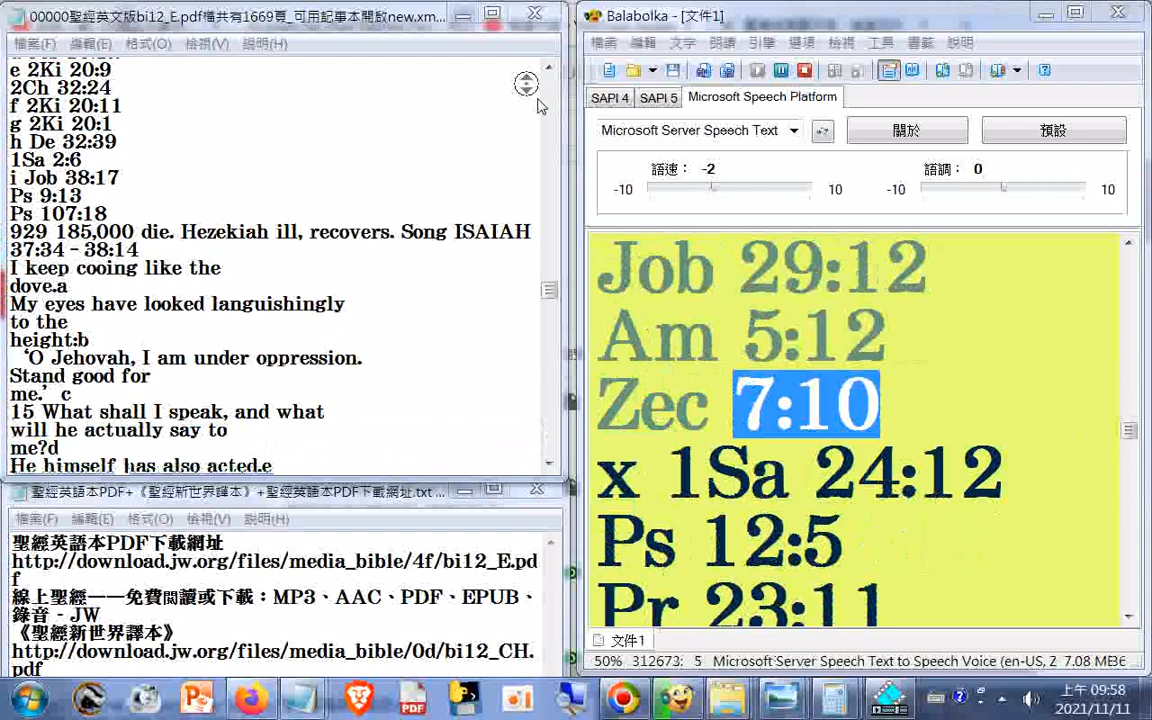 00000聖經英文版bi12_E.pdf檔共有1669頁_可用記事本開啟new.xm...
檔案(F) 編輯(E) 格式(O) 檢視(V) 說明(H)
e 2Ki 20:9
2Ch 32:24
f 2Ki 20:11
g 2Ki 20:1
h De 32:39
1Sa 2:6
i Job 38:17
Ps 9:13
Ps 107:18
929 185,000 die. Hezekiah ill, recovers. Song ISAIAH
37:34–38:14
I keep cooing like the
dove.a
My eyes have looked languishingly
to the
height:b
‘O Jehovah, I am under oppression.
Stand good for
me.’ c
15 What shall I speak, and what
will he actually say to
me?d
He himself has also acted.e
聖經英語本PDF+《聖經新世界譯本》+聖經英語本PDF下載網址.txt ...
檔案(F) 編輯(E) 格式(O) 檢視(V) 說明(H)
聖經英語本PDF下載網址
http://download.jw.org/files/media_bible/4f/bi12_E.pd
f
線上聖經——免費閱讀或下載：MP3、AAC、PDF、EPUB、
錄音 - JW
《聖經新世界譯本》
http://download.jw.org/files/media_bible/0d/bi12_CH.
pdf
Balabolka - [文件1]
檔案 編輯 文字 朗讀 引擎 選項 檢視 工具 書籤 說明
SAPI 4 SAPI 5 Microsoft Speech Platform
Microsoft Server Speech Text 關於 預設
語速： -2 語調： 0
-10 10 -10 10
Job 29:12
Am 5:12
Zec 7:10
x 1Sa 24:12
Ps 12:5
Pr 23:11
文件1
50% 312673: 5 Microsoft Server Speech Text to Speech Voice (en-US, Z 7.08 MB
上午 09:58
2021/11/11